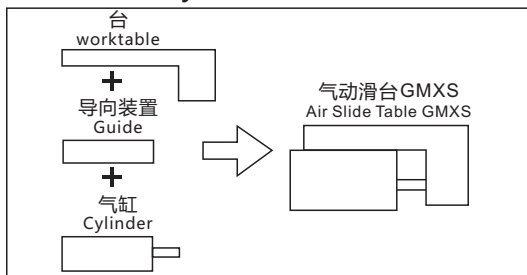 台
worktable
+
导向装置
Guide
+
气缸
Cylinder
气动滑台GMXS
Air Slide Table GMXS